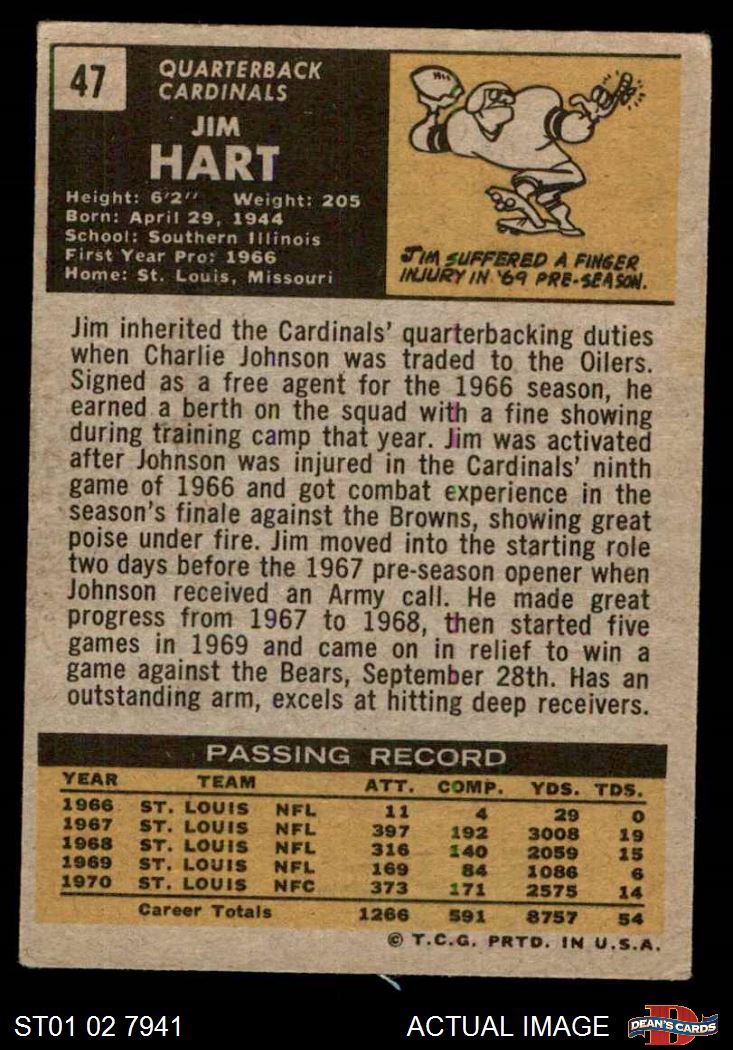 47
QUARTERBACK
CARDINALS
JIM
HART
Height: 6'2" Weight: 205
Born: April 29, 1944
School: Southern Illinois
First Year Pro: 1966
Home: St. Louis, Missouri
JIM SUFFERED A FINGER
INJURY IN '69 PRE-SEASON.
Jim inherited the Cardinals' quarterbacking duties
when Charlie Johnson was traded to the Oilers.
Signed as a free agent for the 1966 season, he
earned a berth on the squad with a fine showing
during training camp that year. Jim was activated
after Johnson was injured in the Cardinals' ninth
game of 1966 and got combat experience in the
season's finale against the Browns, showing great
poise under fire. Jim moved into the starting role
two days before the 1967 pre-season opener when
Johnson received an Army call. He made great
progress from 1967 to 1968, then started five
games in 1969 and came on in relief to win a
game against the Bears, September 28th. Has an
outstanding arm, excels at hitting deep receivers.
PASSING RECORD
YEAR TEAM ATT. COMP. YDS. TDS.
1966 ST. LOUIS NFL 11 4 29 0
1967 ST. LOUIS NFL 397 192 3008 19
1968 ST. LOUIS NFL 316 140 2059 15
1969 ST. LOUIS NFL 169 84 1086 6
1970 ST. LOUIS NFC 373 171 2575 14
Career Totals 1266 591 8757 54
© T.C.G. PRTD. IN U.S.A.
ST01 02 7941 ACTUAL IMAGE
D
DEAN'S CARDS